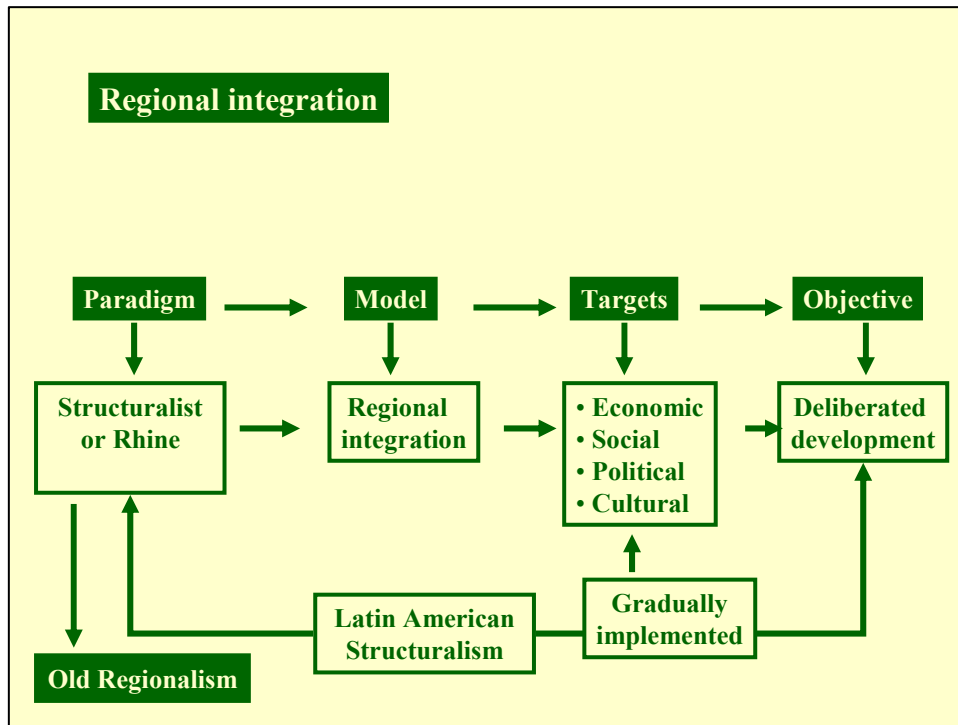 Regional integration
Paradigm
Model
Targets
Objective
Structuralist
or Rhine
Regional
integration
• Economic
• Social
• Political
• Cultural
Deliberated
development
Latin American
Structuralism
Gradually
implemented
Old Regionalism